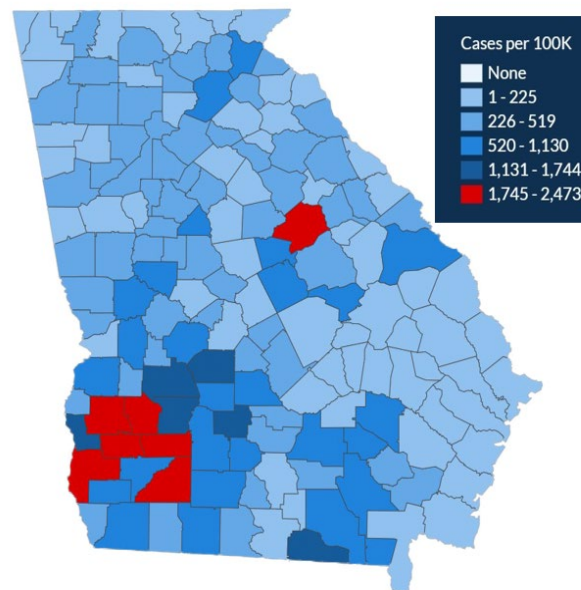 Cases per 100K
None
1 - 225
226 - 519
520 - 1,130
1,131 - 1,744
1,745 - 2,473